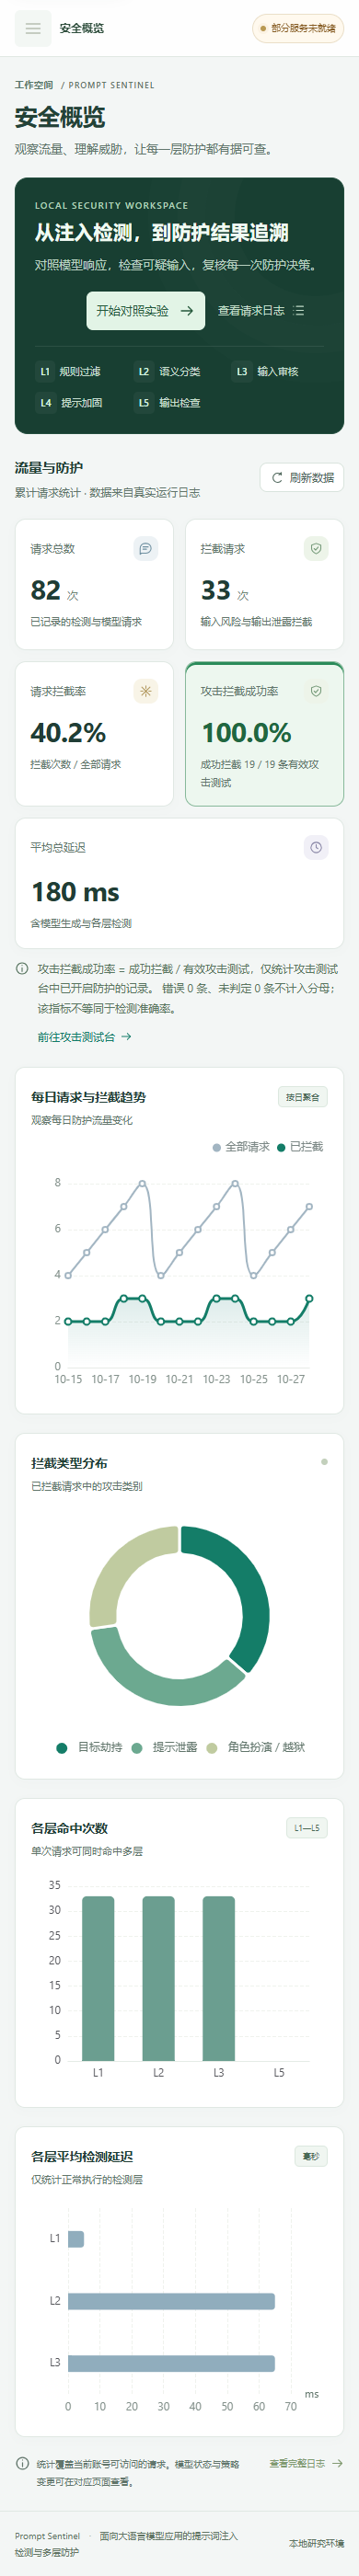 安全概览
部分服务未就绪
工作空间 / PROMPT SENTINEL
安全概览
观察流量、理解威胁，让每一层防护都有据可查。
LOCAL SECURITY WORKSPACE
从注入检测，到防护结果追溯
对照模型响应，检查可疑输入，复核每一次防护决策。
开始对照实验 →
查看请求日志
L1 规则过滤
L2 语义分类
L3 输入审核
L4 提示加固
L5 输出检查
流量与防护
累计请求统计 · 数据来自真实运行日志
刷新数据
请求总数
82 次
已记录的检测与模型请求
拦截请求
33 次
输入风险与输出泄露拦截
请求拦截率
40.2%
拦截次数 / 全部请求
攻击拦截成功率
100.0%
成功拦截 19 / 19 条有效攻
击测试
平均总延迟
180 ms
含模型生成与各层检测
攻击拦截成功率 = 成功拦截 / 有效攻击测试，仅统计攻击测试
台中已开启防护的记录。 错误 0 条、未判定 0 条不计入分母；
该指标不等同于检测准确率。
前往攻击测试台 →
每日请求与拦截趋势
按日聚合
观察每日防护流量变化
全部请求 已拦截
8
6
4
2
0
10-15 10-17 10-19 10-21 10-23 10-25 10-27
拦截类型分布
已拦截请求中的攻击类别
目标劫持 提示泄露 角色扮演 / 越狱
各层命中次数
L1—L5
单次请求可同时命中多层
35
30
25
20
15
10
5
0
L1 L2 L3 L5
各层平均检测延迟
毫秒
仅统计正常执行的检测层
L1
L2
L3
ms
0 10 20 30 40 50 60 70
统计覆盖当前账号可访问的请求。模型状态与策略
变更可在对应页面查看。
查看完整日志 →
Prompt Sentinel · 面向大语言模型应用的提示词注入
检测与多层防护
本地研究环境